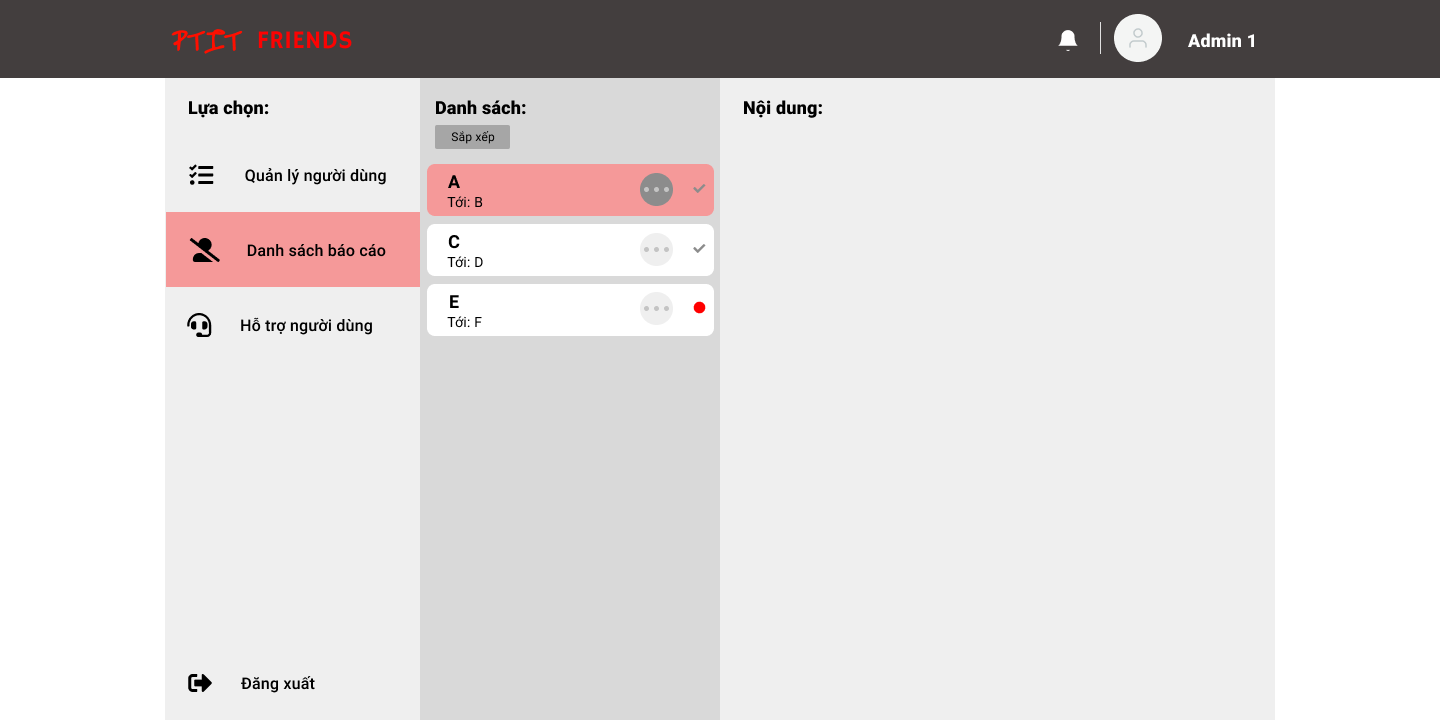 PTIT FRIENDS
Admin 1
Lựa chọn:
Quản lý người dùng
Danh sách báo cáo
Hỗ trợ người dùng
Đăng xuất
Danh sách:
Sắp xếp
A
Tới: B
C
Tới: D
E
Tới: F
Nội dung: